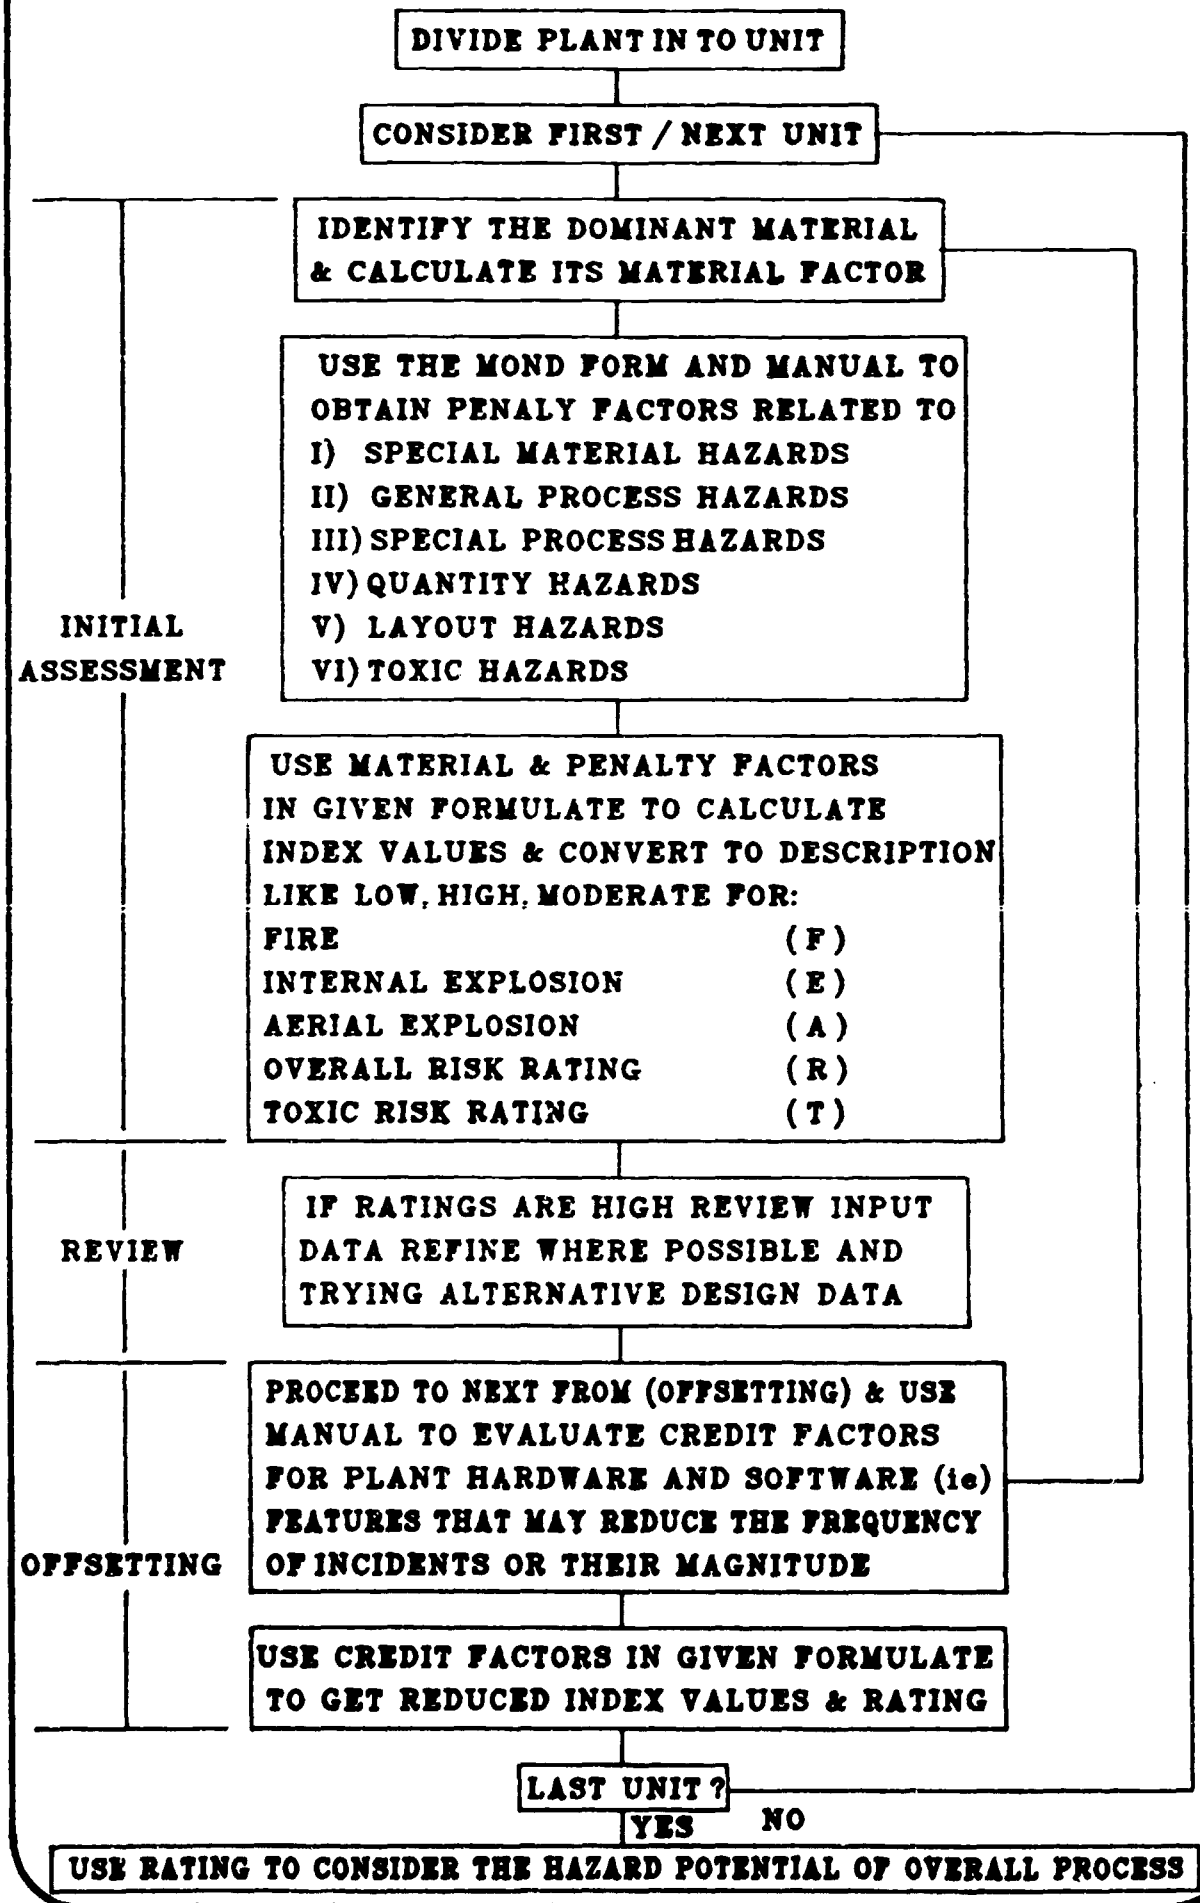 DIVIDE PLANT IN TO UNIT
CONSIDER FIRST / NEXT UNIT
IDENTIFY THE DOMINANT MATERIAL
& CALCULATE ITS MATERIAL FACTOR
USE THE MOND FORM AND MANUAL TO
OBTAIN PENALY FACTORS RELATED TO
I) SPECIAL MATERIAL HAZARDS
II) GENERAL PROCESS HAZARDS
III) SPECIAL PROCESS HAZARDS
IV) QUANTITY HAZARDS
V) LAYOUT HAZARDS
VI) TOXIC HAZARDS
INITIAL
ASSESSMENT
USE MATERIAL & PENALTY FACTORS
IN GIVEN FORMULATE TO CALCULATE
INDEX VALUES & CONVERT TO DESCRIPTION
LIKE LOW, HIGH, MODERATE FOR:
FIRE (F)
INTERNAL EXPLOSION (E)
AERIAL EXPLOSION (A)
OVERALL RISK RATING (R)
TOXIC RISK RATING (T)
IF RATINGS ARE HIGH REVIEW INPUT
DATA REFINE WHERE POSSIBLE AND
TRYING ALTERNATIVE DESIGN DATA
REVIEW
PROCEED TO NEXT FROM (OFFSETTING) & USE
MANUAL TO EVALUATE CREDIT FACTORS
FOR PLANT HARDWARE AND SOFTWARE (ie)
FEATURES THAT MAY REDUCE THE FREQUENCY
OF INCIDENTS OR THEIR MAGNITUDE
OFFSETTING
USE CREDIT FACTORS IN GIVEN FORMULATE
TO GET REDUCED INDEX VALUES & RATING
LAST UNIT ?
YES NO
USE RATING TO CONSIDER THE HAZARD POTENTIAL OF OVERALL PROCESS